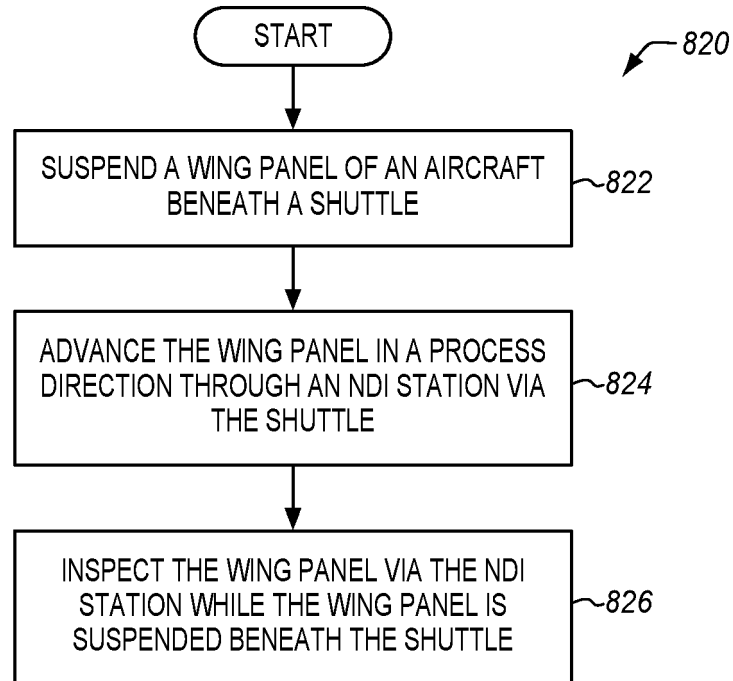 START
820
SUSPEND A WING PANEL OF AN AIRCRAFT
BENEATH A SHUTTLE
822
ADVANCE THE WING PANEL IN A PROCESS
DIRECTION THROUGH AN NDI STATION VIA
THE SHUTTLE
824
INSPECT THE WING PANEL VIA THE NDI
STATION WHILE THE WING PANEL IS
SUSPENDED BENEATH THE SHUTTLE
826